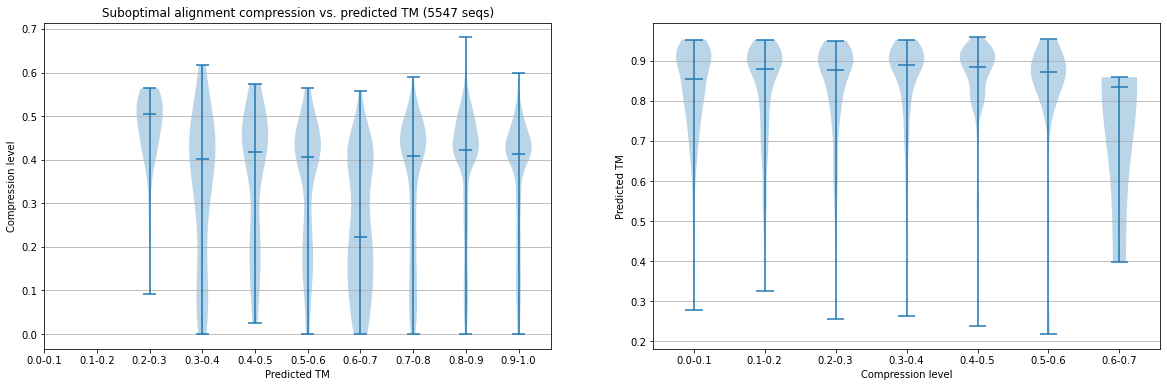 Suboptimal alignment compression vs. predicted TM (5547 seqs)
Compression level
0.7
0.6
0.5
0.4
0.3
0.2
0.1
0.0
0.0-0.1 0.1-0.2 0.2-0.3 0.3-0.4 0.4-0.5 0.5-0.6 0.6-0.7 0.7-0.8 0.8-0.9 0.9-1.0
Predicted TM
Predicted TM
0.9
0.8
0.7
0.6
0.5
0.4
0.3
0.2
0.0-0.1 0.1-0.2 0.2-0.3 0.3-0.4 0.4-0.5 0.5-0.6 0.6-0.7
Compression level